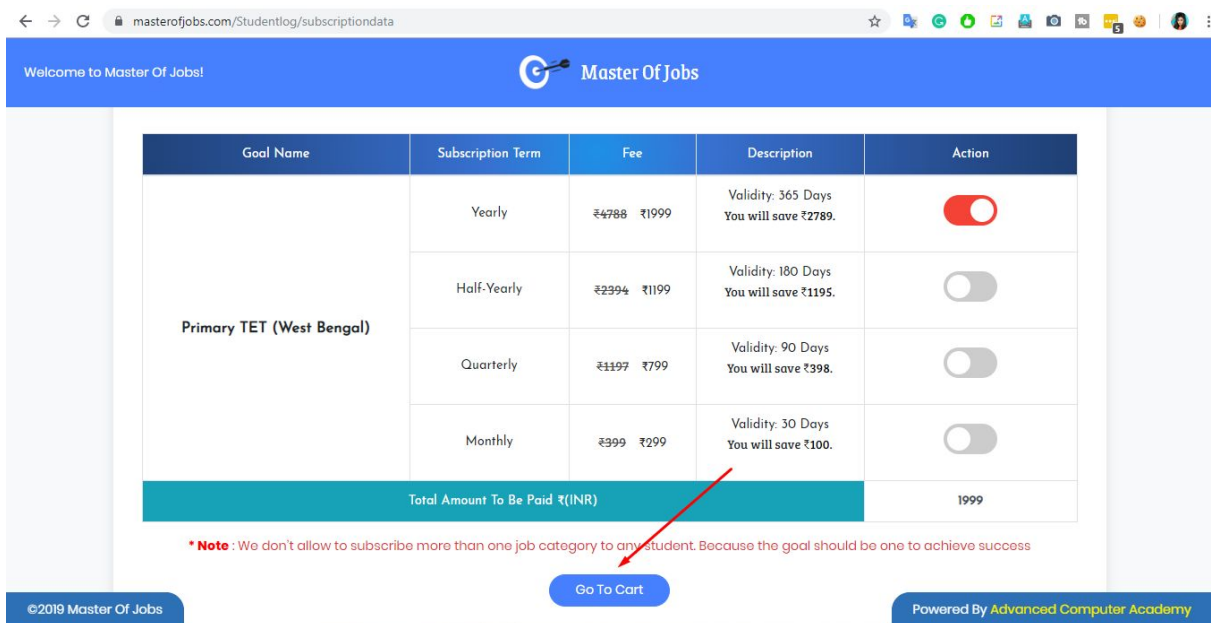 masterofjobs.com/Studentlog/subscriptiondata
5
Welcome to Master Of Jobs!
Master Of Jobs
Goal Name Subscription Term Fee Description Action
Primary TET (West Bengal)
Yearly ₹4788 ₹1999 Validity: 365 Days
You will save ₹2789.
Half-Yearly ₹2394 ₹1199 Validity: 180 Days
You will save ₹1195.
Quarterly ₹1197 ₹799 Validity: 90 Days
You will save ₹398.
Monthly ₹399 ₹299 Validity: 30 Days
You will save ₹100.
Total Amount To Be Paid ₹(INR) 1999
* Note : We don't allow to subscribe more than one job category to any student. Because the goal should be one to achieve success
Go To Cart
©2019 Master Of Jobs
Powered By Advanced Computer Academy